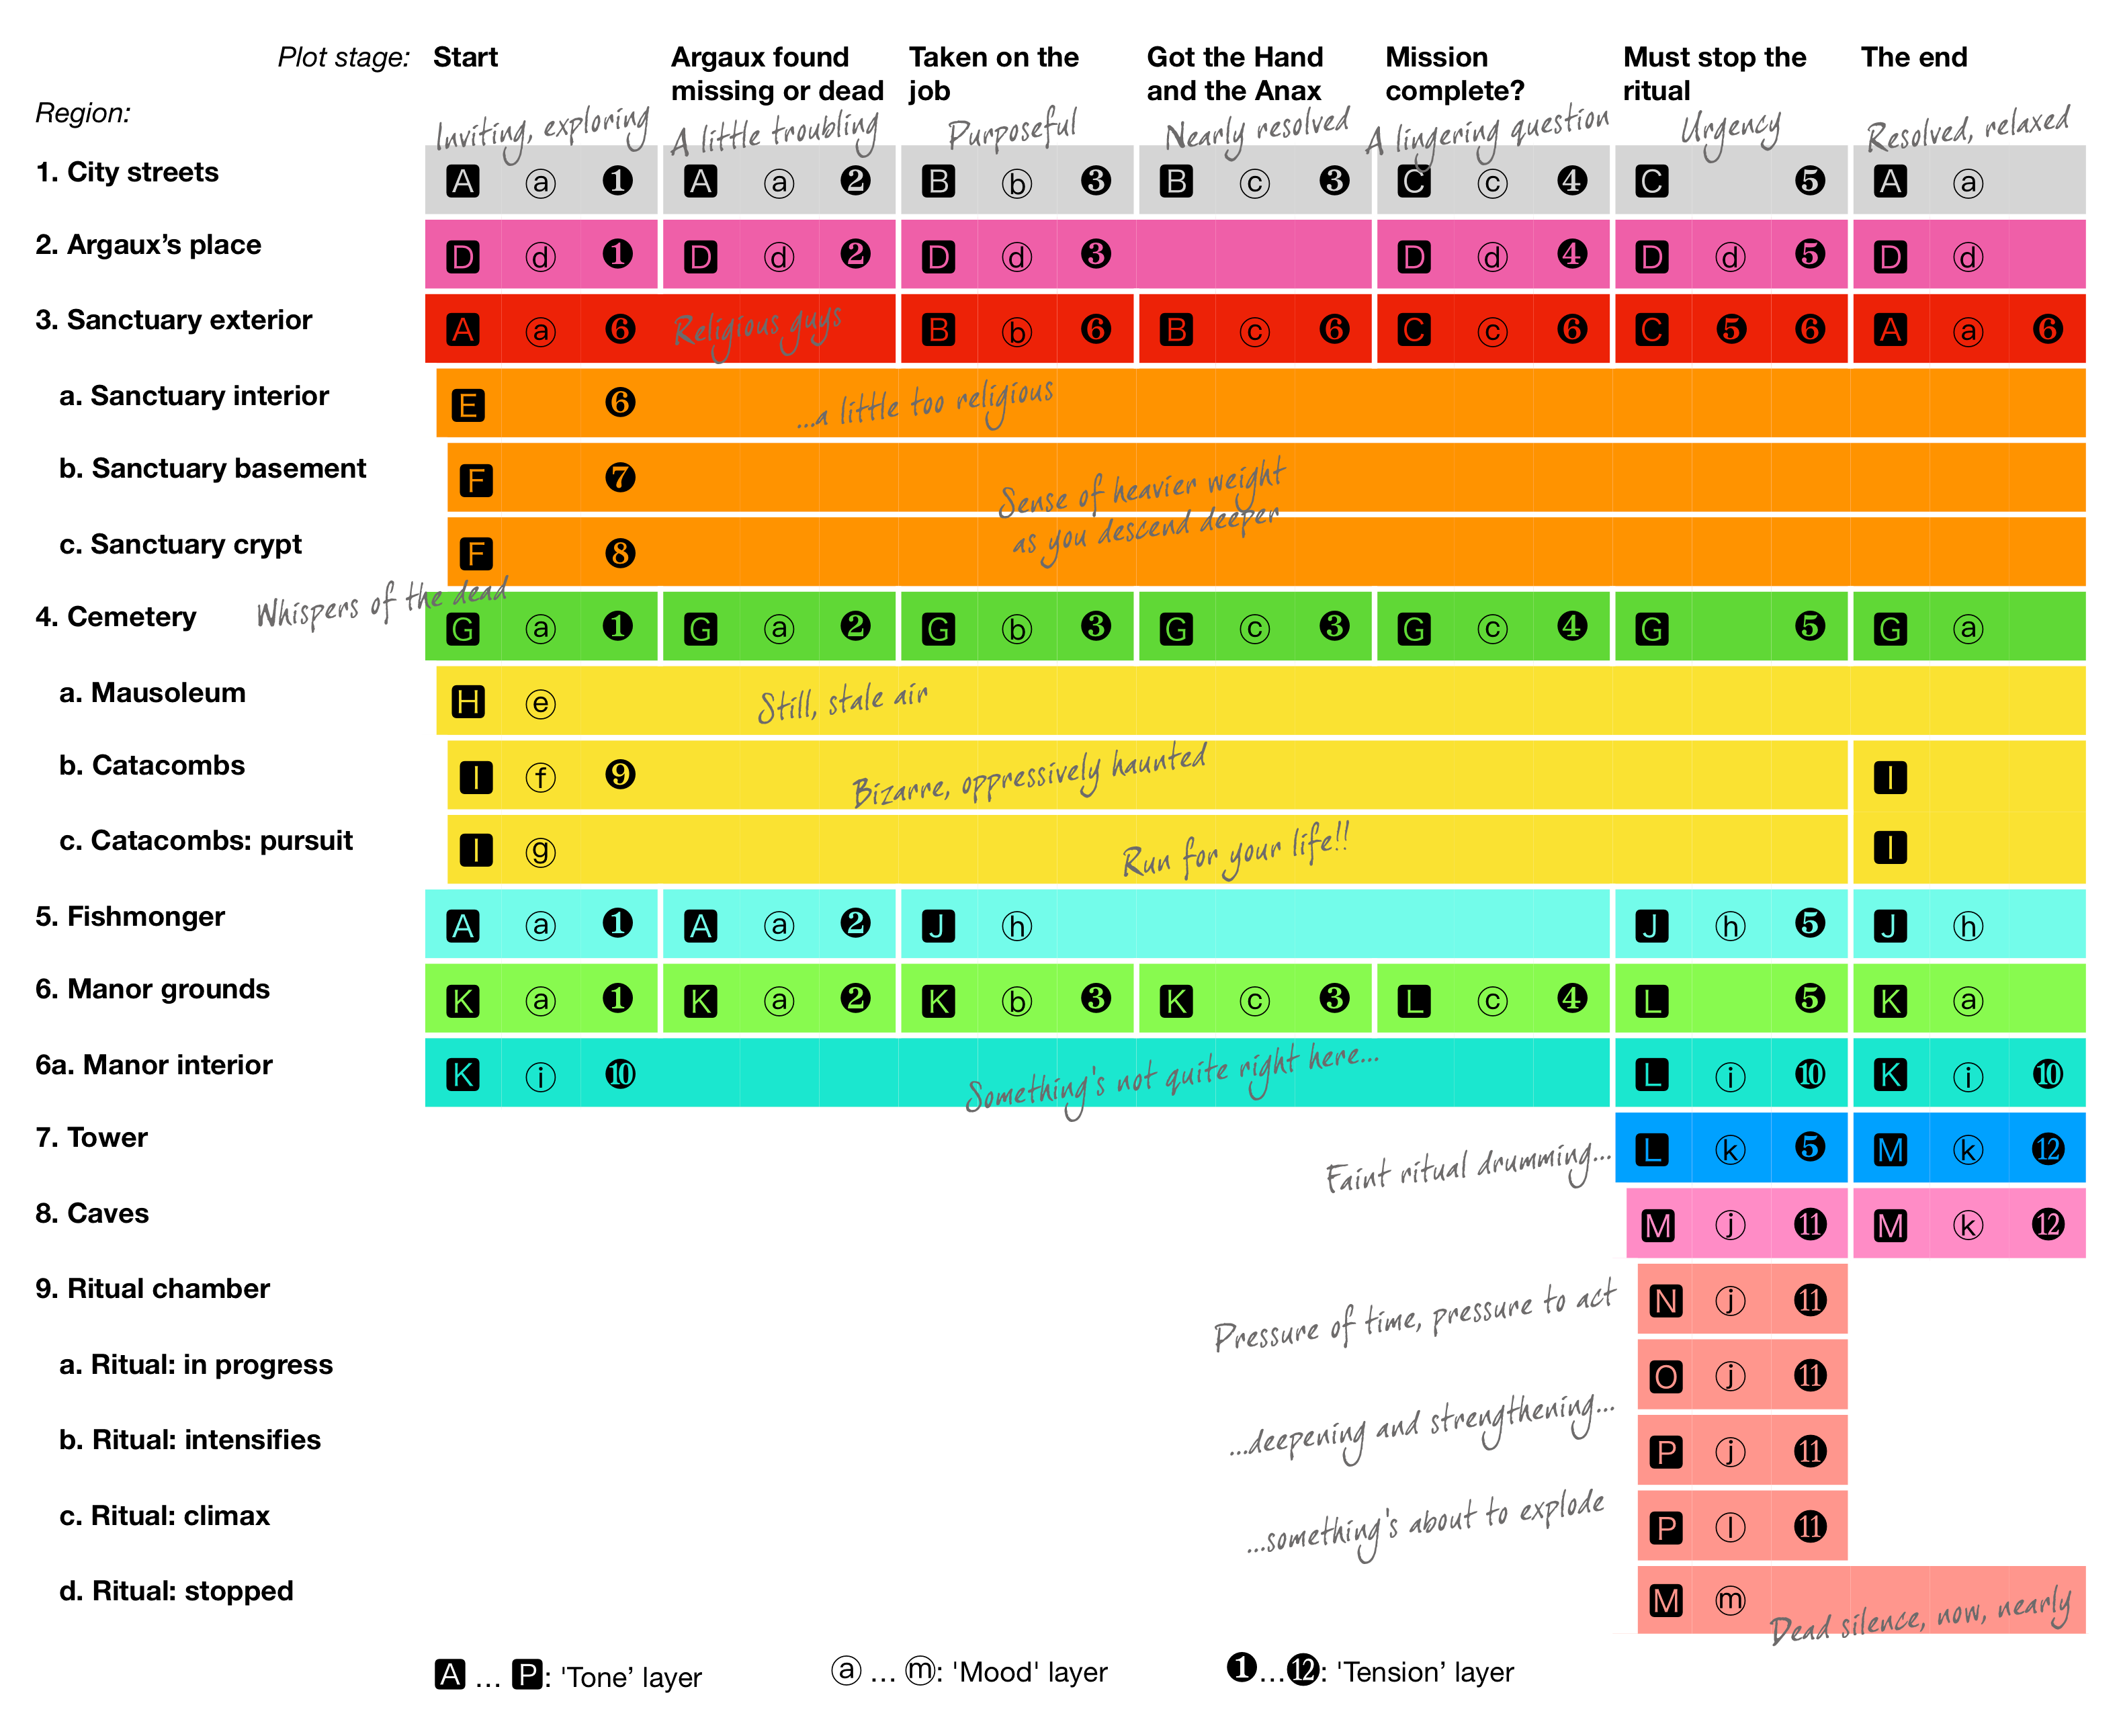 Plot stage: Start Argaux found missing or dead Taken on the job Got the Hand and the Anax Mission complete? Must stop the ritual The end
Region:
Inviting, exploring A little troubling Purposeful Nearly resolved A lingering question Urgency Resolved, relaxed
1. City streets A ⓐ ❶ A ⓐ ❷ B ⓑ ❸ B ⓒ ❸ C ⓒ ❹ C ❺ A ⓐ
2. Argaux’s place D ⓓ ❶ D ⓓ ❷ D ⓓ ❸ D ⓓ ❹ D ⓓ ❺ D ⓓ
3. Sanctuary exterior A ⓐ ❻ Religious guys B ⓑ ❻ B ⓒ ❻ C ⓒ ❻ C ❺ ❻ A ⓐ ❻
a. Sanctuary interior E ❻ ...a little too religious
b. Sanctuary basement F ❼ Sense of heavier weight
c. Sanctuary crypt F ❽ as you descend deeper
Whispers of the dead
4. Cemetery G ⓐ ❶ G ⓐ ❷ G ⓑ ❸ G ⓒ ❸ G ⓒ ❹ G ❺ G ⓐ
a. Mausoleum H ⓔ Still, stale air
b. Catacombs I ⓕ ❾ Bizarre, oppressively haunted I
c. Catacombs: pursuit I ⓖ Run for your life!! I
5. Fishmonger A ⓐ ❶ A ⓐ ❷ J ⓗ J ⓗ ❺ J ⓗ
6. Manor grounds K ⓐ ❶ K ⓐ ❷ K ⓑ ❸ K ⓒ ❸ L ⓒ ❹ L ❺ K ⓐ
6a. Manor interior K ⓘ ❿ Something's not quite right here... L ⓘ ❿ K ⓘ ❿
7. Tower Faint ritual drumming... L ⓚ ❺ M ⓚ ⓬
8. Caves M ⓙ ⓫ M ⓚ ⓬
9. Ritual chamber Pressure of time, pressure to act N ⓙ ⓫
a. Ritual: in progress O ⓙ ⓫
b. Ritual: intensifies ...deepening and strengthening... P ⓙ ⓫
c. Ritual: climax ...something's about to explode P ⓛ ⓫
d. Ritual: stopped M ⓜ Dead silence, now, nearly
A ... P: 'Tone’ layer ⓐ ... ⓜ: 'Mood' layer ❶...⓬: 'Tension’ layer